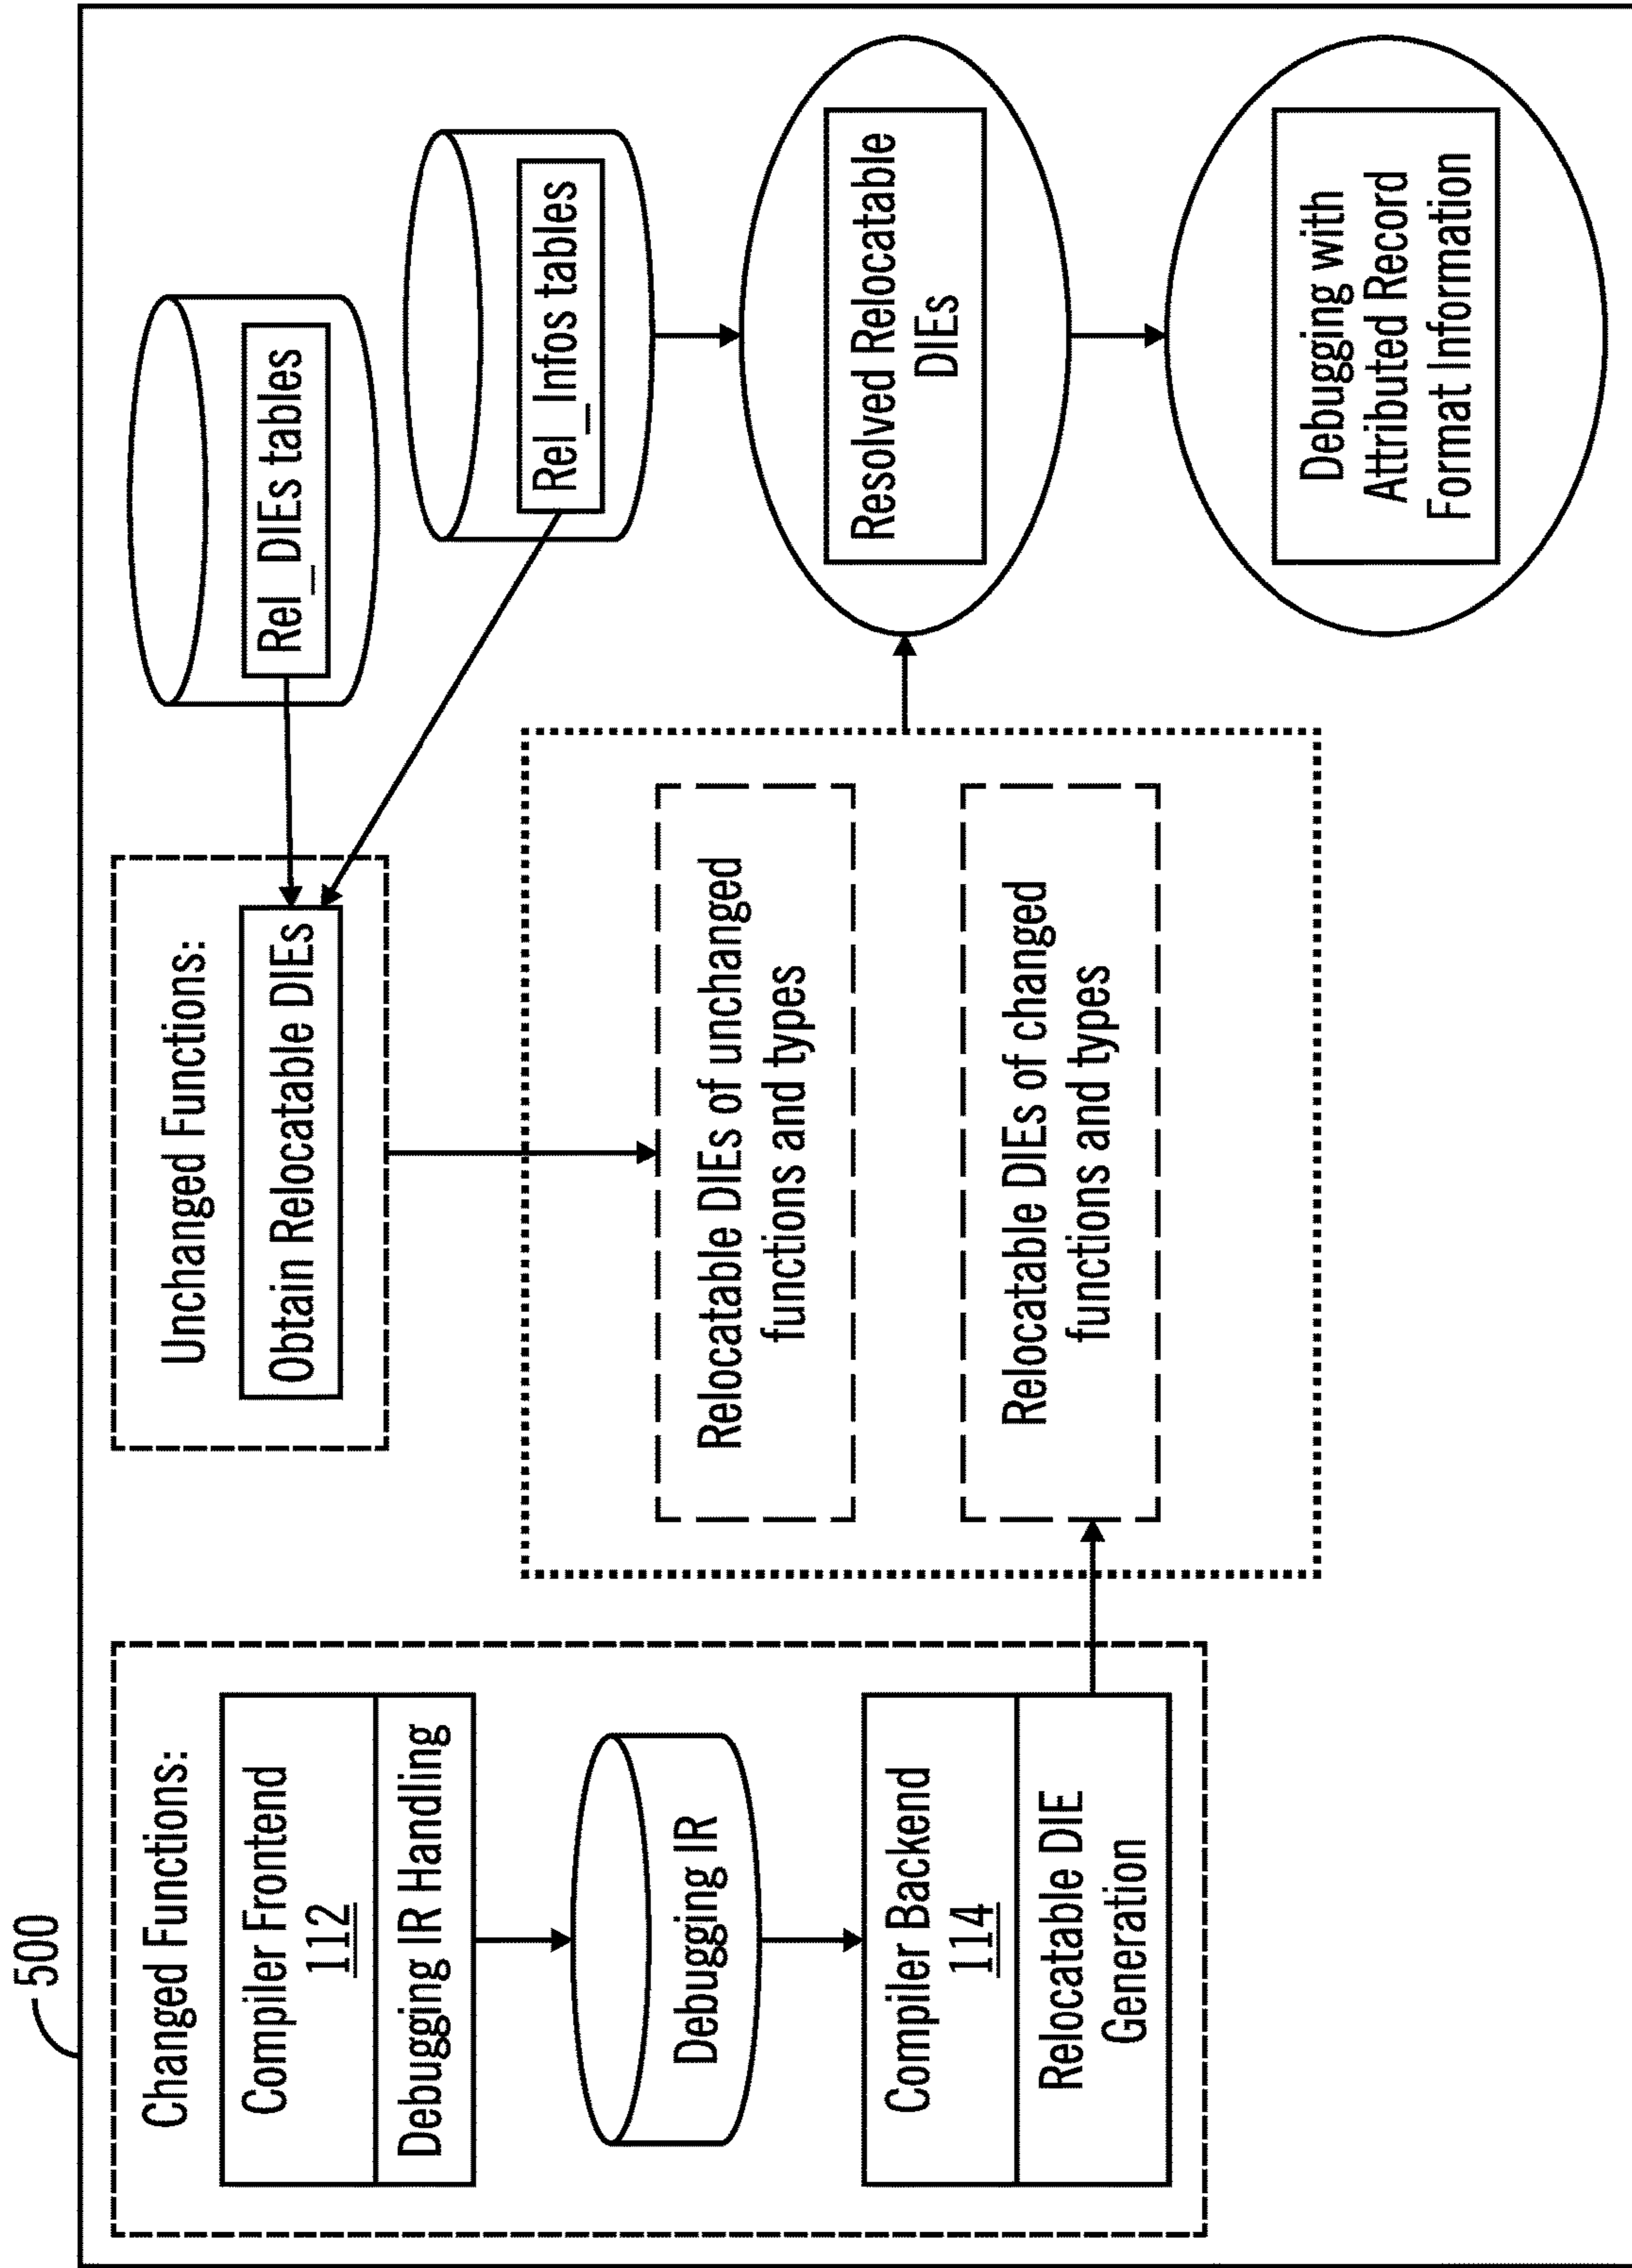 500
Changed Functions:
Compiler Frontend
112
Debugging IR Handling
Debugging IR
Compiler Backend
114
Relocatable DIE
Generation
Unchanged Functions:
Obtain Relocatable DIEs
Relocatable DIEs of unchanged
functions and types
Relocatable DIEs of changed
functions and types
Rel_DIEs tables
Rel_Infos tables
Resolved Relocatable
DIEs
Debugging with
Attributed Record
Format Information